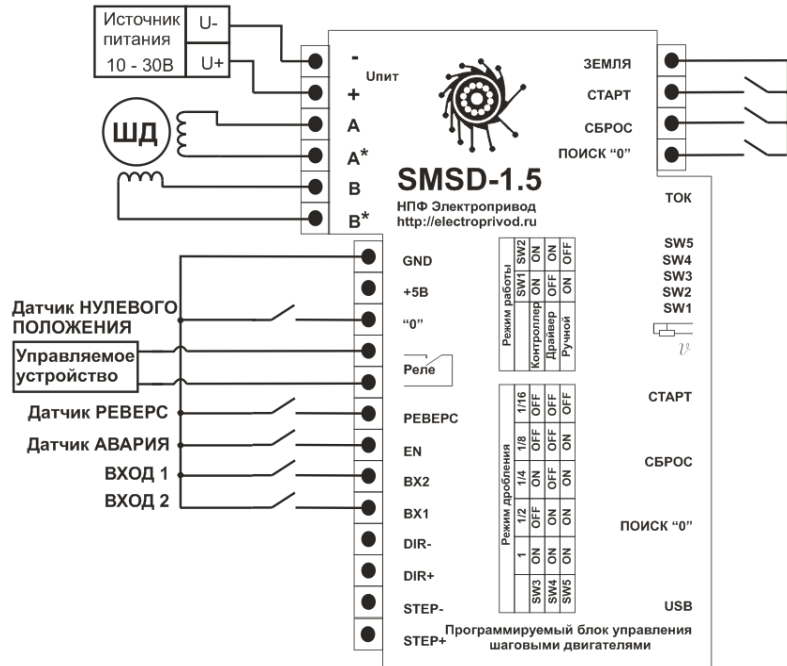 Источник
питания
10 - 30В
U-
U+
ШД
-
Uпит
+
A
A*
B
B*
SMSD-1.5
НПФ Электропривод
http://electroprivod.ru
ЗЕМЛЯ
СТАРТ
СБРОС
ПОИСК “0”
ТОК
SW5
SW4
SW3
SW2
SW1
v
СТАРТ
СБРОС
ПОИСК “0”
USB
GND
+5В
“0”
Реле
РЕВЕРС
EN
ВХ2
ВХ1
DIR-
DIR+
STEP-
STEP+
Датчик НУЛЕВОГО
ПОЛОЖЕНИЯ
Управляемое
устройство
Датчик РЕВЕРС
Датчик АВАРИЯ
ВХОД 1
ВХОД 2
Режим работы
SW1 SW2
Контроллер ON ON
Драйвер OFF ON
Ручной ON OFF
Режим дробления
1 1/2 1/4 1/8 1/16
SW3 ON OFF ON OFF OFF
SW4 ON ON OFF OFF OFF
SW5 ON ON ON ON OFF
Программируемый блок управления
шаговыми двигателями